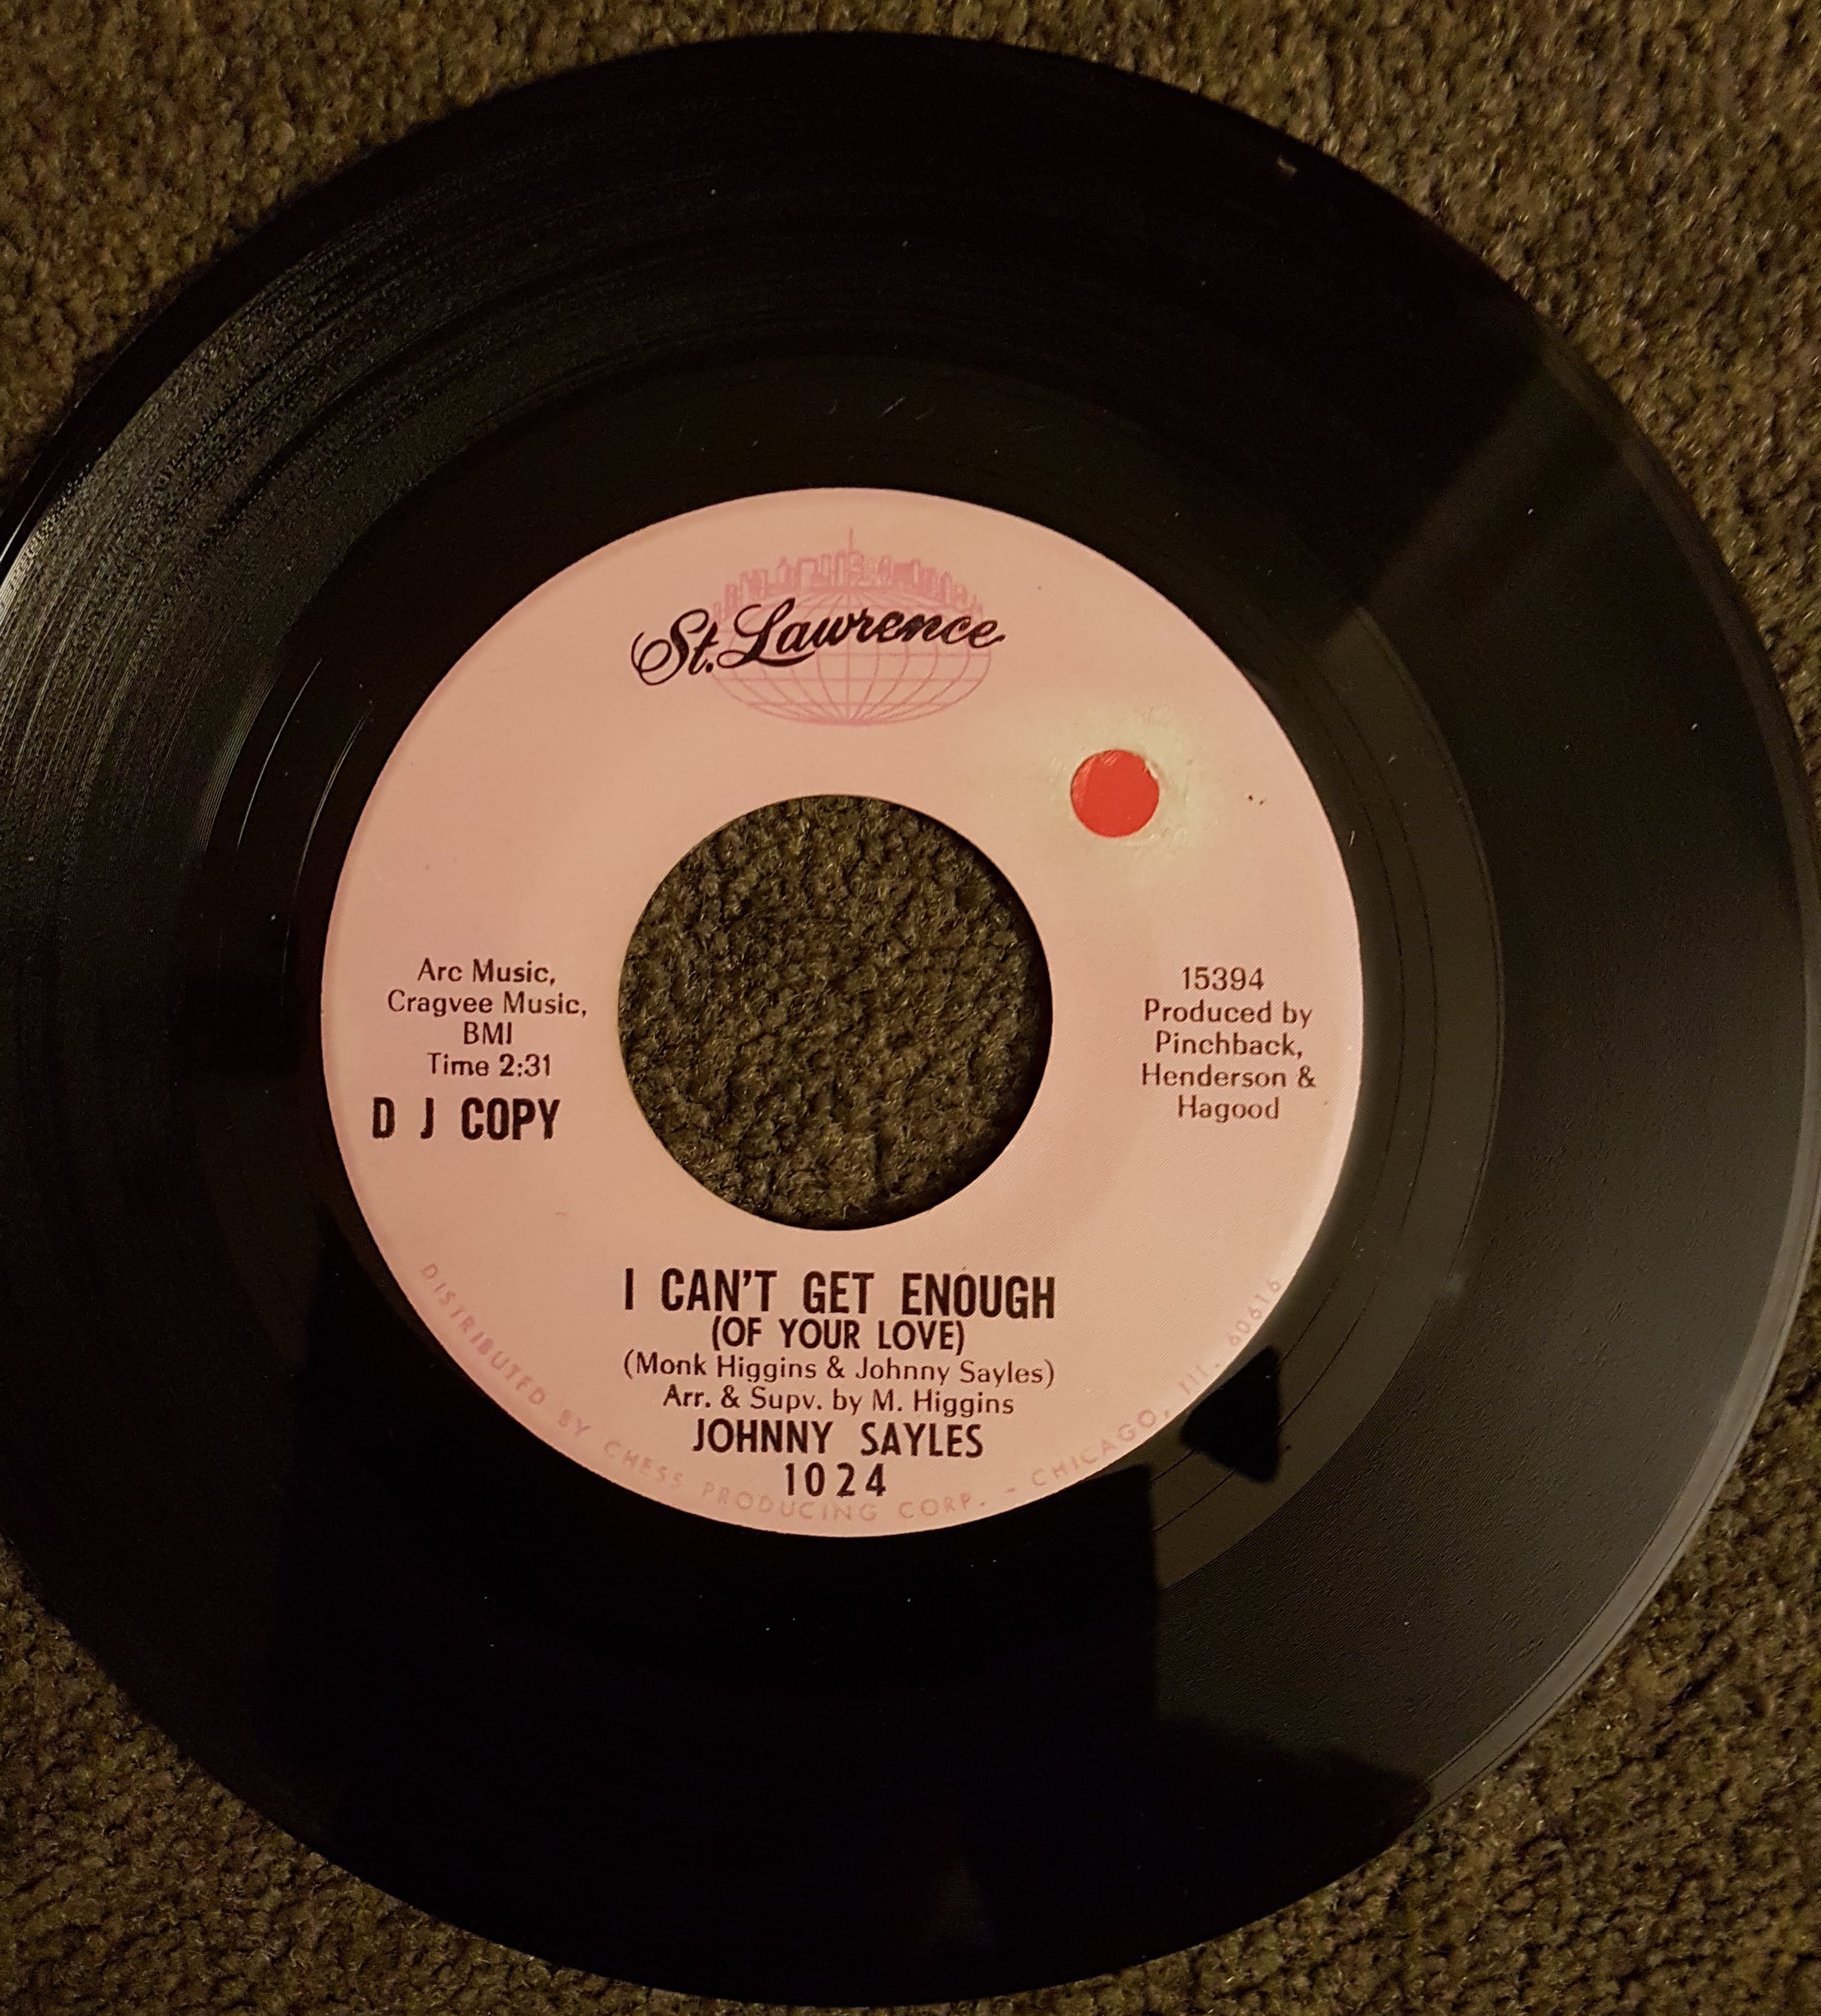 St. Lawrence
Arc Music,
Cragvee Music,
BMI
Time 2:31
D J COPY
15394
Produced by
Pinchback,
Henderson &
Hagood
I CAN'T GET ENOUGH
(OF YOUR LOVE)
(Monk Higgins & Johnny Sayles)
Arr. & Supv. by M. Higgins
JOHNNY SAYLES
1024
DISTRIBUTED BY CHESS PRODUCING CORP. - CHICAGO, ILL. 60616